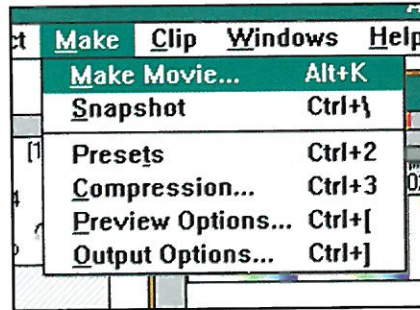 ct Make Clip Windows Help
Make Movie... Alt+K
Snapshot Ctrl+\
Presets Ctrl+2
Compression... Ctrl+3
Preview Options... Ctrl+[
Output Options... Ctrl+]